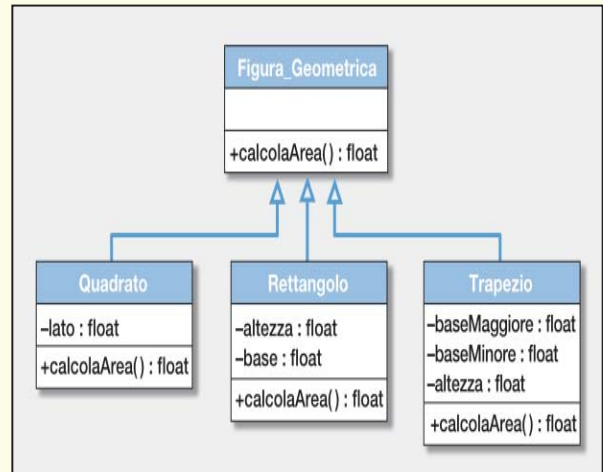 Figura_Geometrica
+calcolaArea() : float
Quadrato
–lato : float
+calcolaArea() : float
Rettangolo
–altezza : float
–base : float
+calcolaArea() : float
Trapezio
–baseMaggiore : float
–baseMinore : float
–altezza : float
+calcolaArea() : float